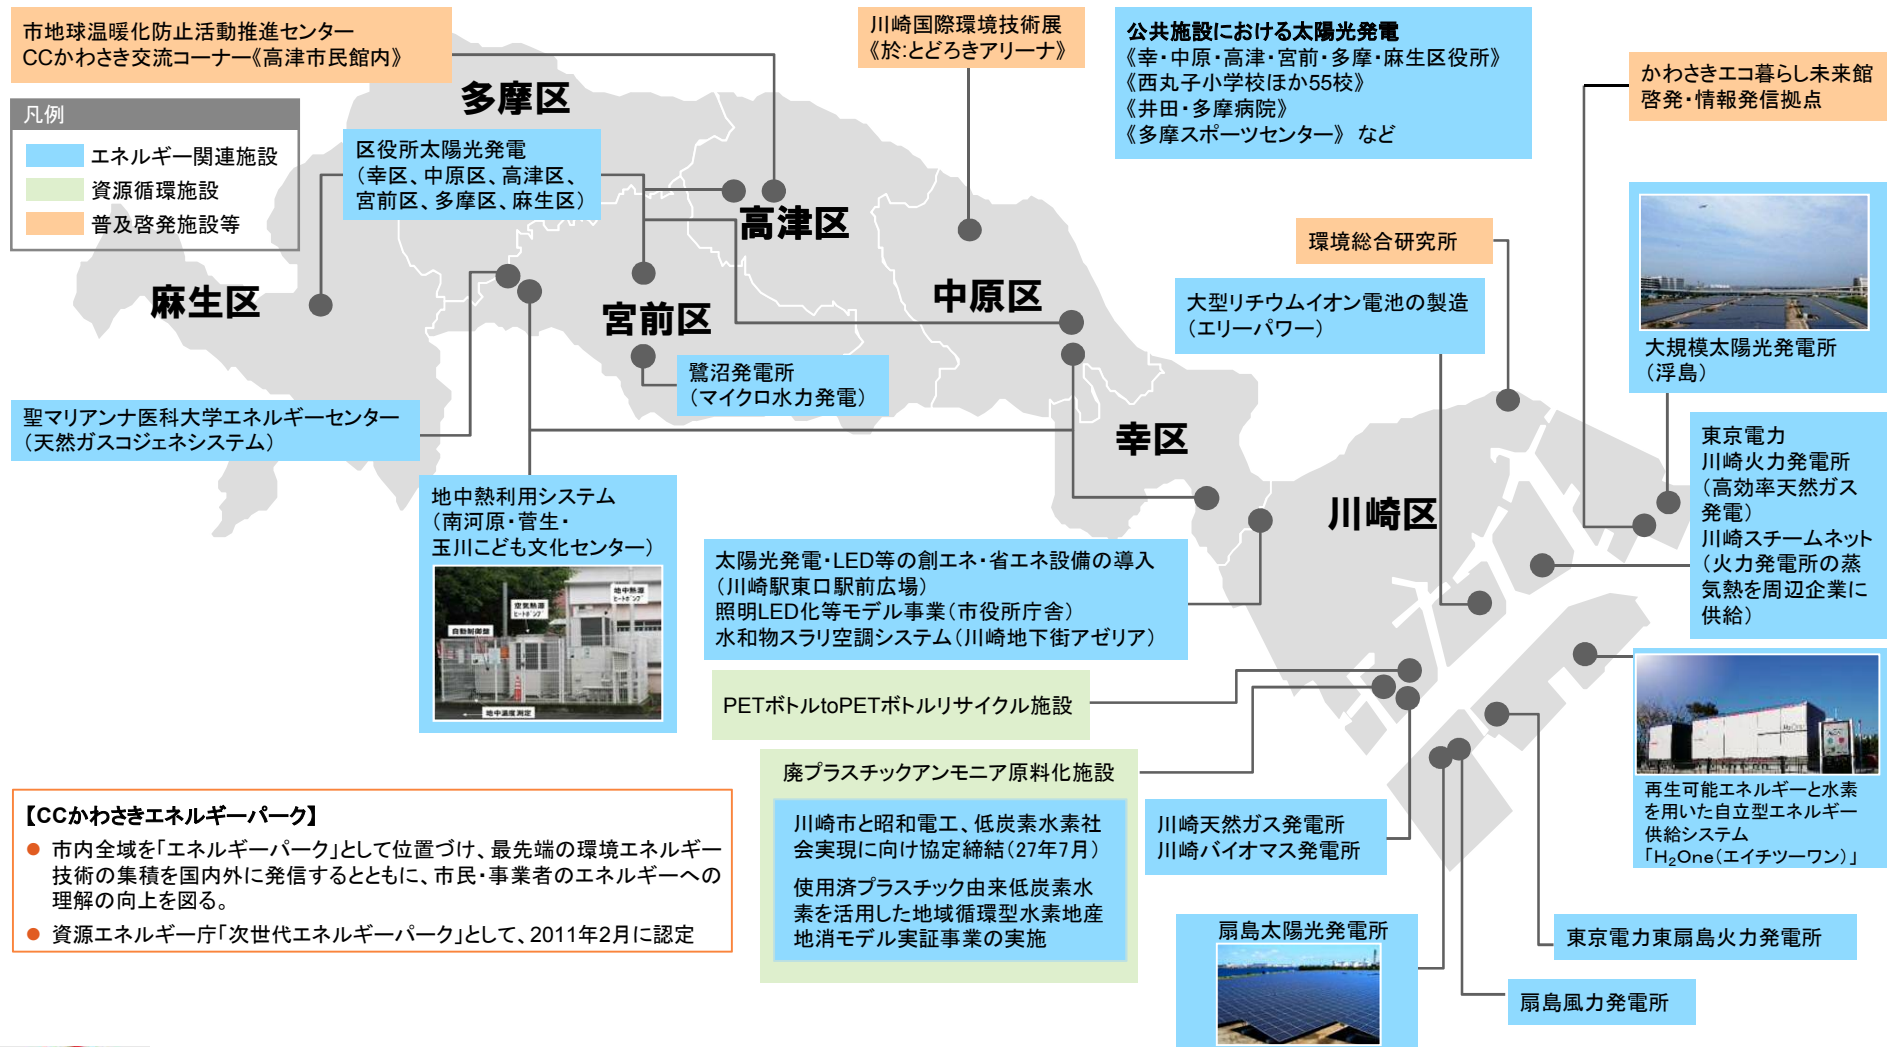 市地球温暖化防止活動推進センター
CCかわさき交流コーナー《高津市民館内》
川崎国際環境技術展
《於:とどろきアリーナ》
公共施設における太陽光発電
《幸・中原・高津・宮前・多摩・麻生区役所》
《西丸子小学校ほか55校》
《井田・多摩病院》
《多摩スポーツセンター》 など
かわさきエコ暮らし未来館
啓発・情報発信拠点
凡例
エネルギー関連施設
資源循環施設
普及啓発施設等
多摩区
区役所太陽光発電
(幸区、中原区、高津区、
宮前区、多摩区、麻生区)
高津区
環境総合研究所
麻生区
宮前区
中原区
大型リチウムイオン電池の製造
(エリーパワー)
大規模太陽光発電所
(浮島)
鷺沼発電所
(マイクロ水力発電)
聖マリアンナ医科大学エネルギーセンター
(天然ガスコジェネシステム)
幸区
東京電力
川崎火力発電所
(高効率天然ガス
発電)
川崎スチームネット
(火力発電所の蒸
気熱を周辺企業に
供給)
川崎区
地中熱利用システム
(南河原・菅生・
玉川こども文化センター)
地中熱源
ヒートポンプ
空気熱源
ヒートポンプ
自動制御盤
地中温度測定
太陽光発電・LED等の創エネ・省エネ設備の導入
(川崎駅東口駅前広場)
照明LED化等モデル事業(市役所庁舎)
水和物スラリ空調システム(川崎地下街アゼリア)
PETボトルtoPETボトルリサイクル施設
廃プラスチックアンモニア原料化施設
川崎市と昭和電工、低炭素水素社
会実現に向け協定締結(27年7月)
使用済プラスチック由来低炭素水
素を活用した地域循環型水素地産
地消モデル実証事業の実施
川崎天然ガス発電所
川崎バイオマス発電所
再生可能エネルギーと水素
を用いた自立型エネルギー
供給システム
「H₂One(エイチツーワン)」
扇島太陽光発電所
東京電力東扇島火力発電所
扇島風力発電所
【CCかわさきエネルギーパーク】
● 市内全域を「エネルギーパーク」として位置づけ、最先端の環境エネルギー
技術の集積を国内外に発信するとともに、市民・事業者のエネルギーへの
理解の向上を図る。
● 資源エネルギー庁「次世代エネルギーパーク」として、2011年2月に認定